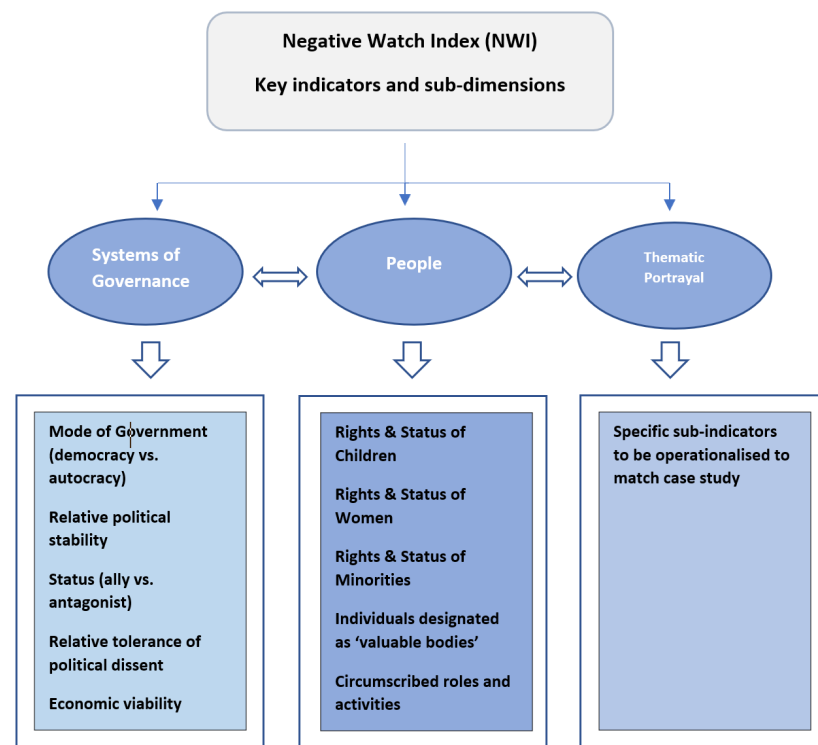 Negative Watch Index (NWI)
Key indicators and sub-dimensions
Systems of
Governance
People
Thematic
Portrayal
Mode of Government
(democracy vs.
autocracy)
Relative political
stability
Status (ally vs.
antagonist)
Relative tolerance of
political dissent
Economic viability
Rights & Status of
Children
Rights & Status of
Women
Rights & Status of
Minorities
Individuals designated
as ‘valuable bodies’
Circumscribed roles and
activities
Specific sub-indicators
to be operationalised to
match case study